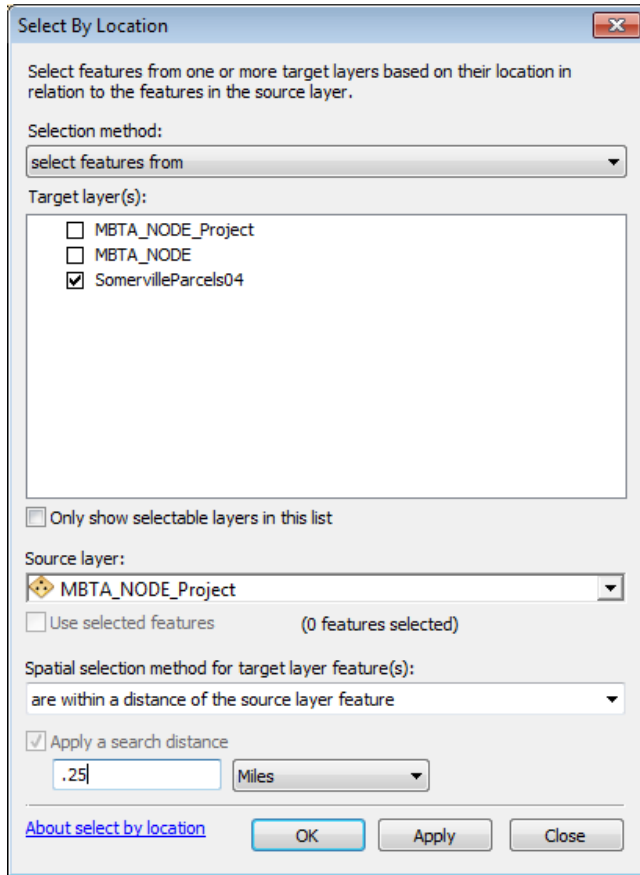 Select By Location
Select features from one or more target layers based on their location in
relation to the features in the source layer.
Selection method:
select features from
Target layer(s):
MBTA_NODE_Project
MBTA_NODE
SomervilleParcels04
Only show selectable layers in this list
Source layer:
MBTA_NODE_Project
Use selected features (0 features selected)
Spatial selection method for target layer feature(s):
are within a distance of the source layer feature
Apply a search distance
.25 Miles
About select by location OK Apply Close